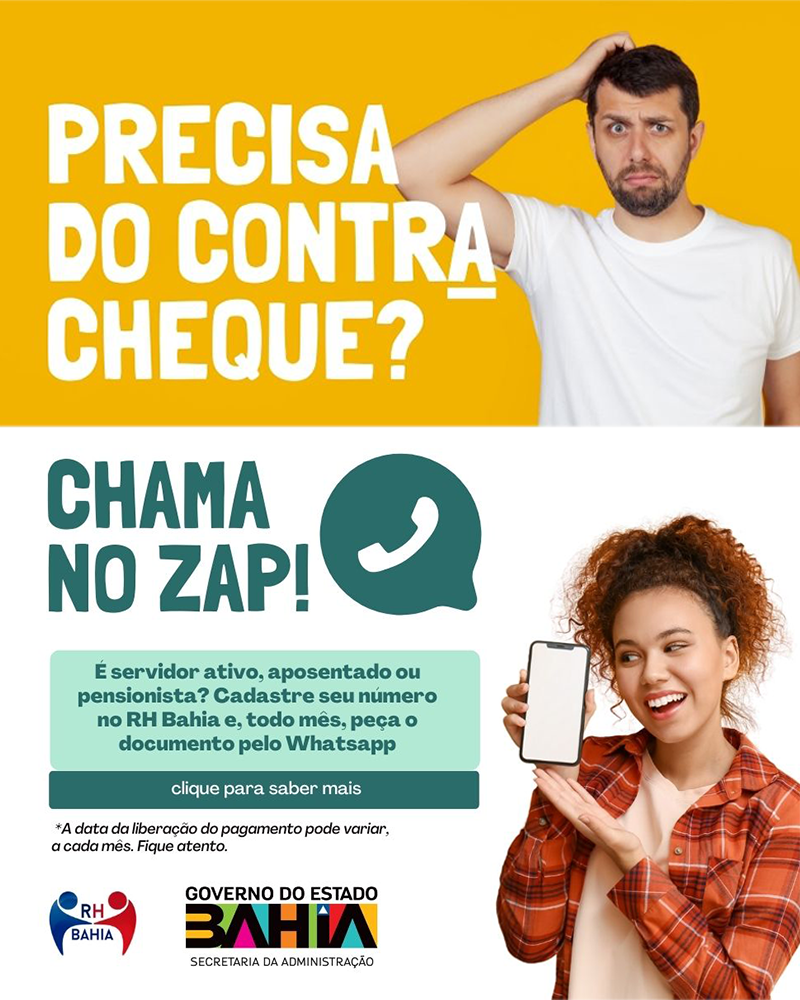 PRECISA
DO CONTRA
CHEQUE?
CHAMA
NO ZAP!
É servidor ativo, aposentado ou
pensionista? Cadastre seu número
no RH Bahia e, todo mês, peça o
documento pelo Whatsapp
clique para saber mais
*A data da liberação do pagamento pode variar,
a cada mês. Fique atento.
RH
BAHIA
GOVERNO DO ESTADO
BAHIA
SECRETARIA DA ADMINISTRAÇÃO